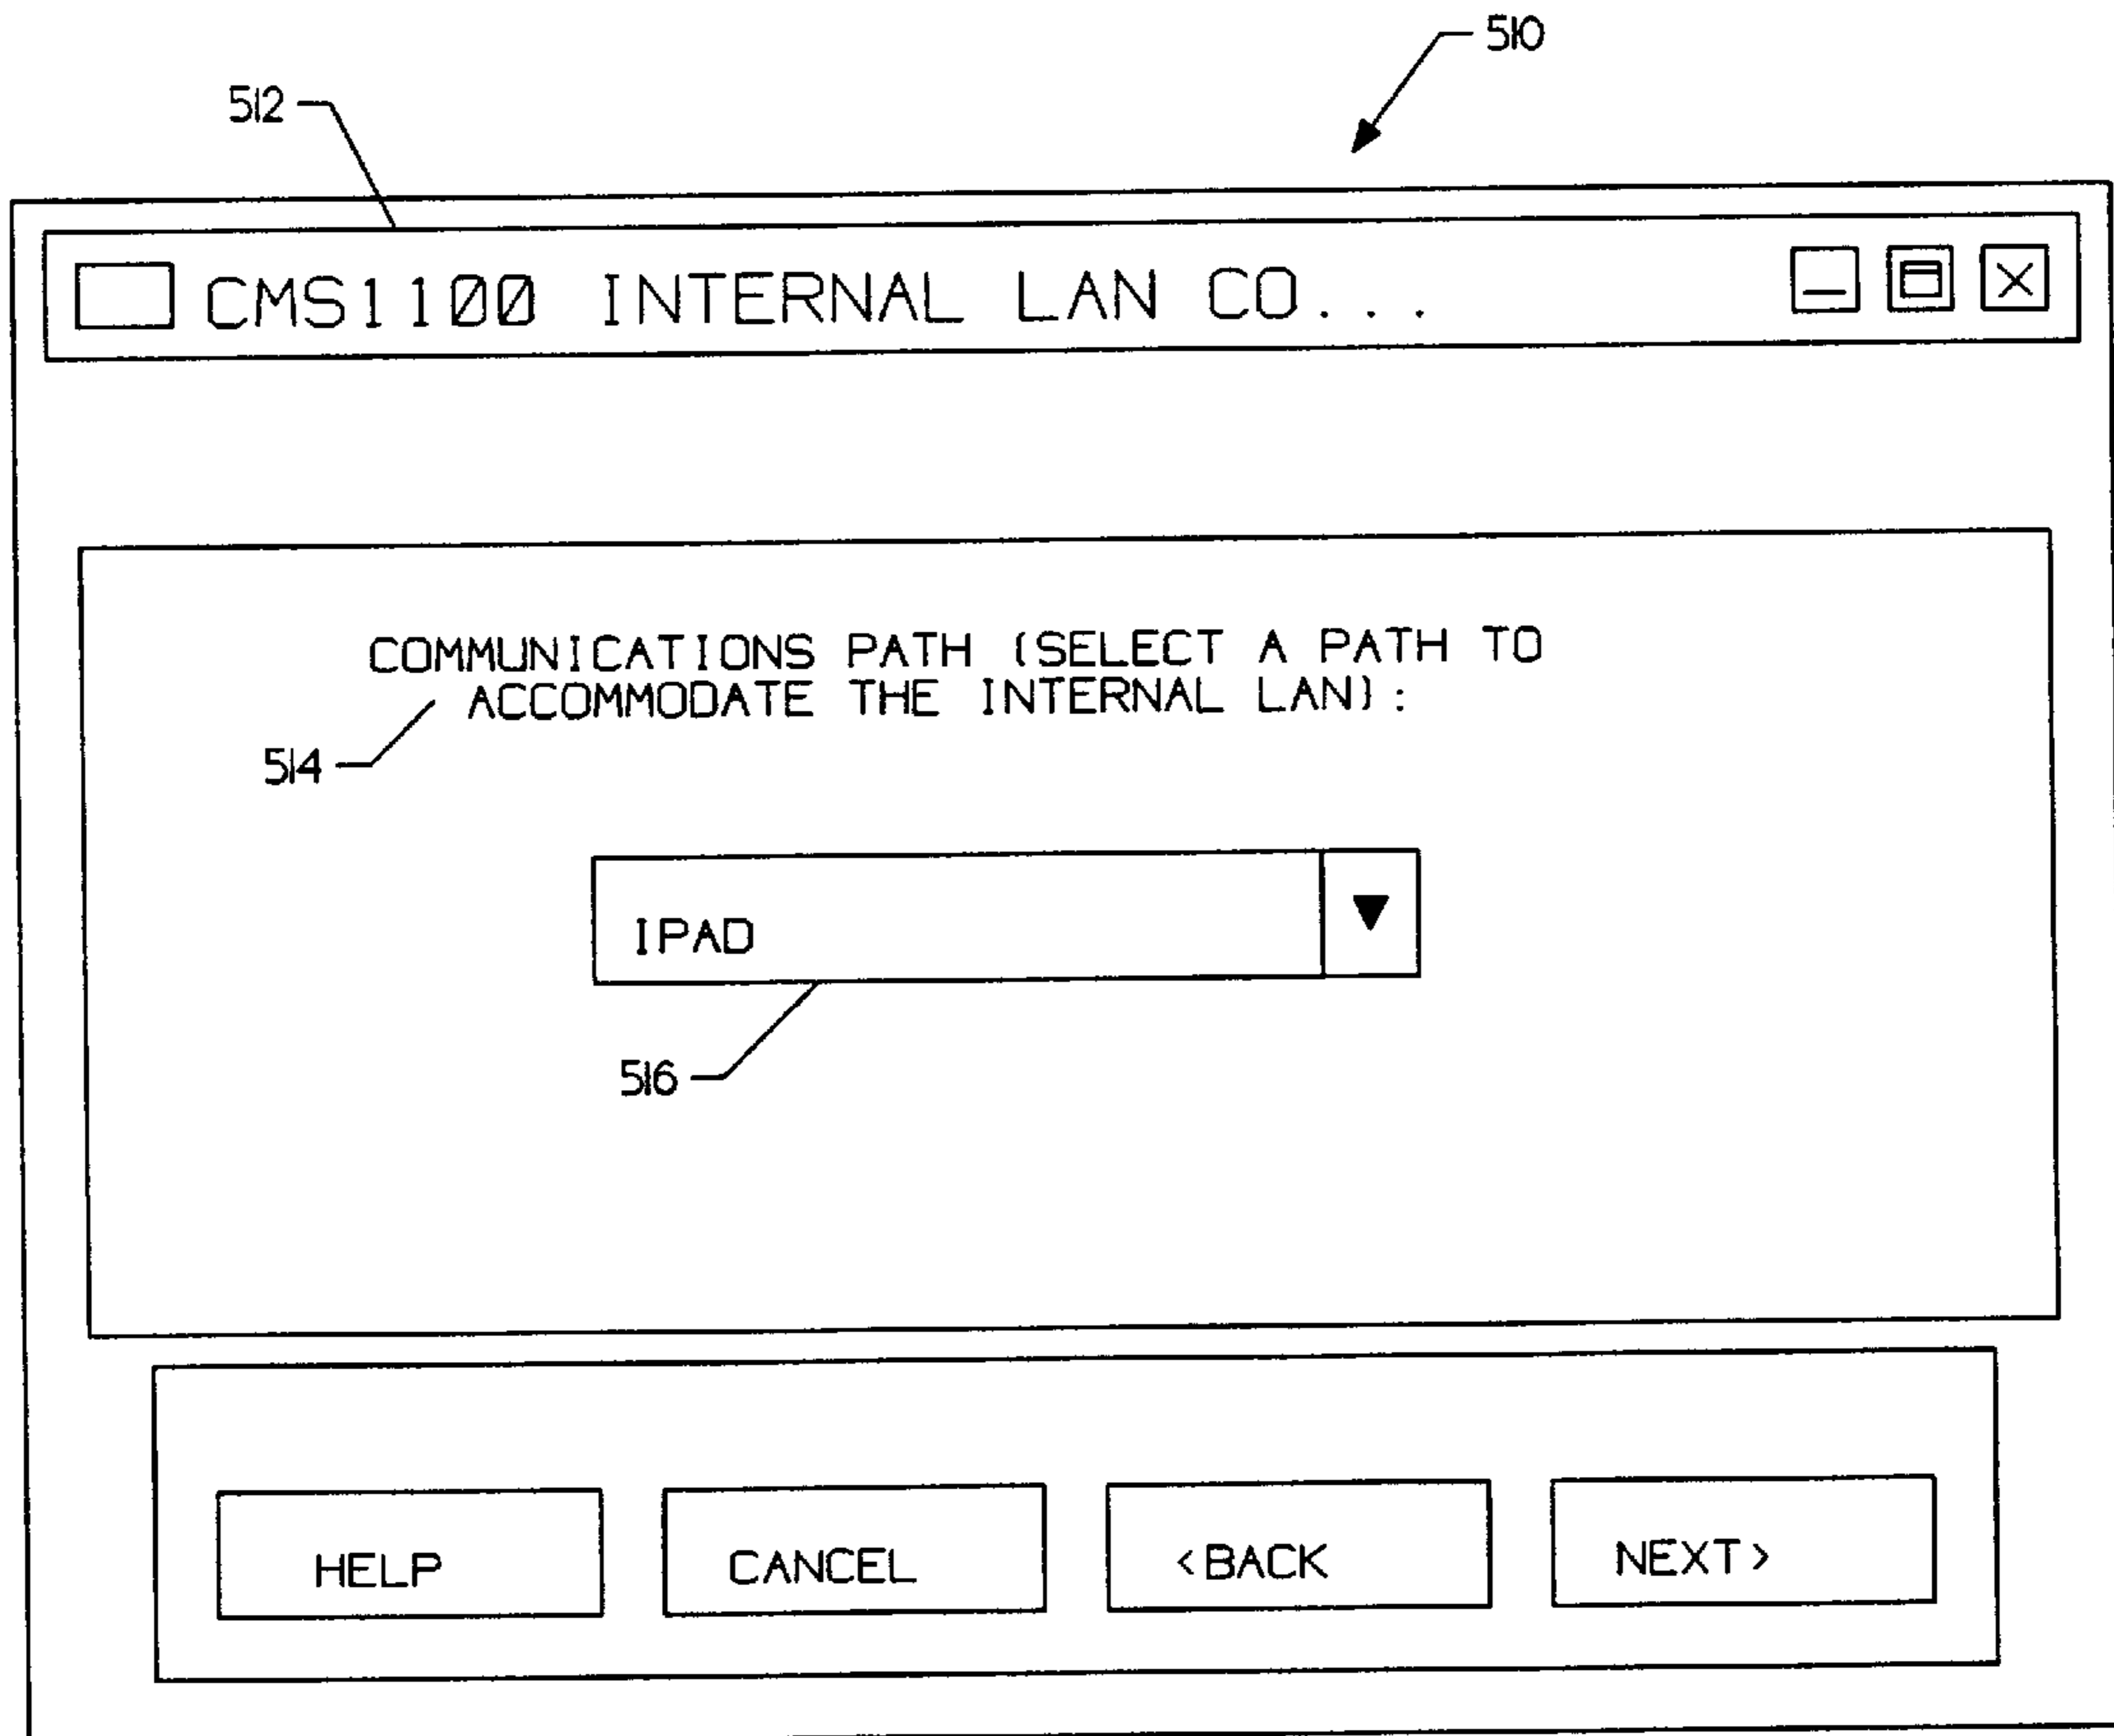 510
512
CMS1100 INTERNAL LAN CO...
COMMUNICATIONS PATH (SELECT A PATH TO
ACCOMMODATE THE INTERNAL LAN):
514
IPAD
516
HELP
CANCEL
<BACK
NEXT>